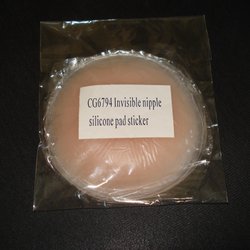 CG6794 Invisible nipple
silicone pad sticker